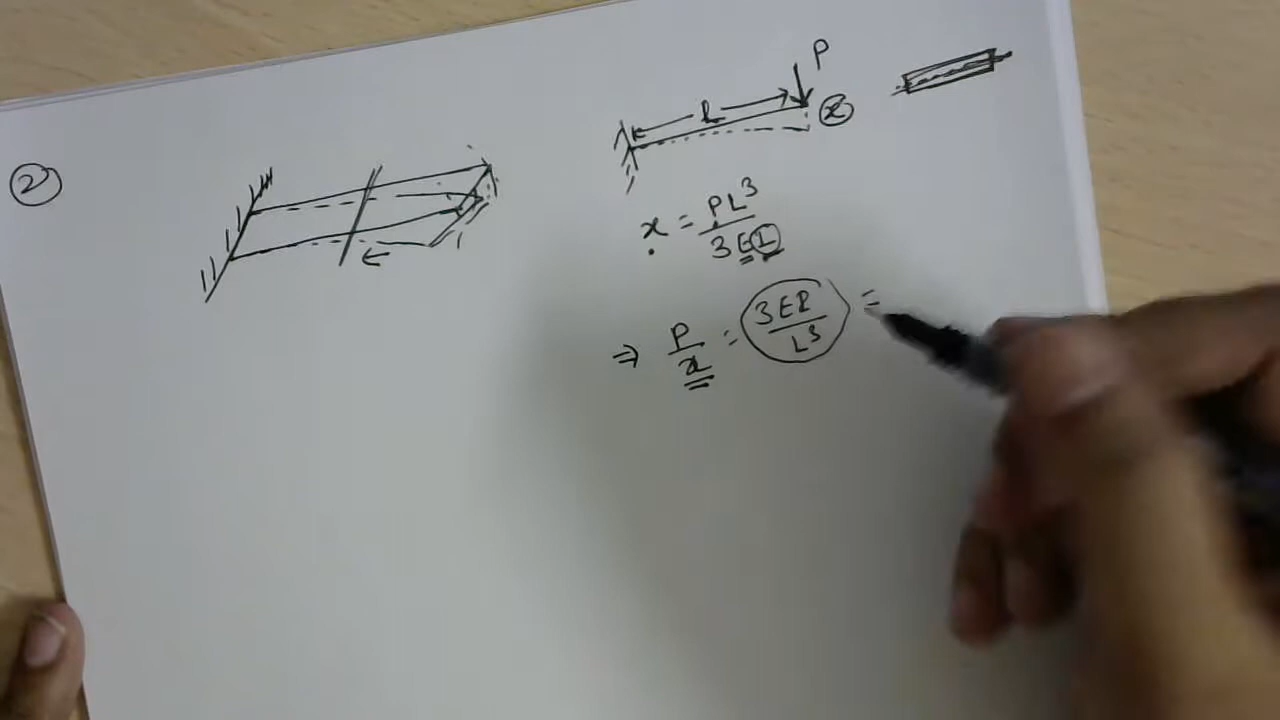 2
P
L
x
x = PL³/3EI
⇒ P/x = 3EI/L³ =